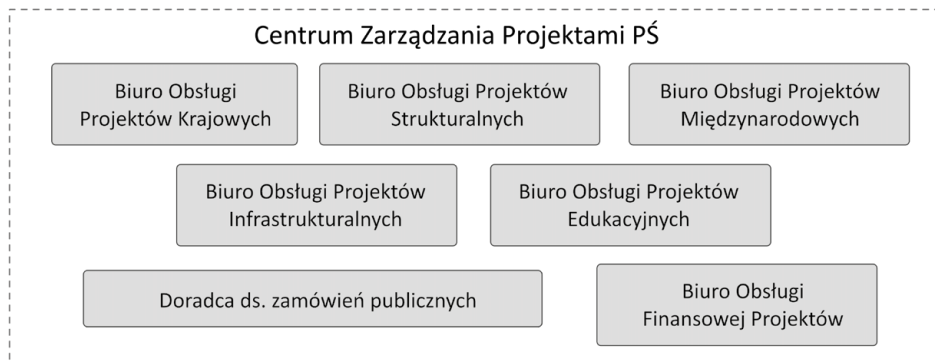 Centrum Zarządzania Projektami PŚ
Biuro Obsługi
Projektów Krajowych
Biuro Obsługi Projektów
Strukturalnych
Biuro Obsługi Projektów
Międzynarodowych
Biuro Obsługi Projektów
Infrastrukturalnych
Biuro Obsługi Projektów
Edukacyjnych
Doradca ds. zamówień publicznych
Biuro Obsługi
Finansowej Projektów